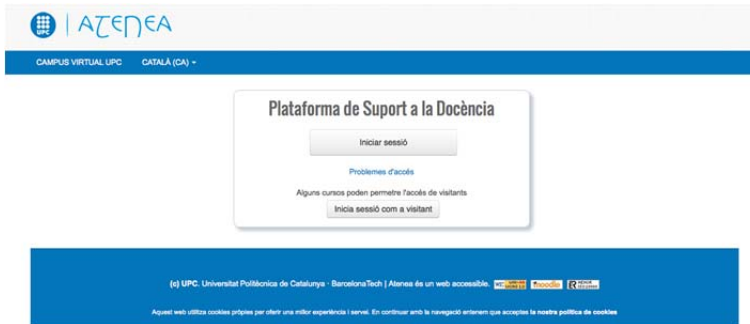 UPC | ATENEA
CAMPUS VIRTUAL UPC CATALÀ (CA)
Plataforma de Suport a la Docència
Iniciar sessió
Problemes d'accés
Alguns cursos poden permetre l'accés de visitants
Inicia sessió com a visitant
(c) UPC. Universitat Politècnica de Catalunya · BarcelonaTech | Atenea és un web accessible. moodle
Aquest web utilitza cookies pròpies per oferir una millor experiència i servei. En continuar amb la navegació entenem que acceptes la nostra política de cookies